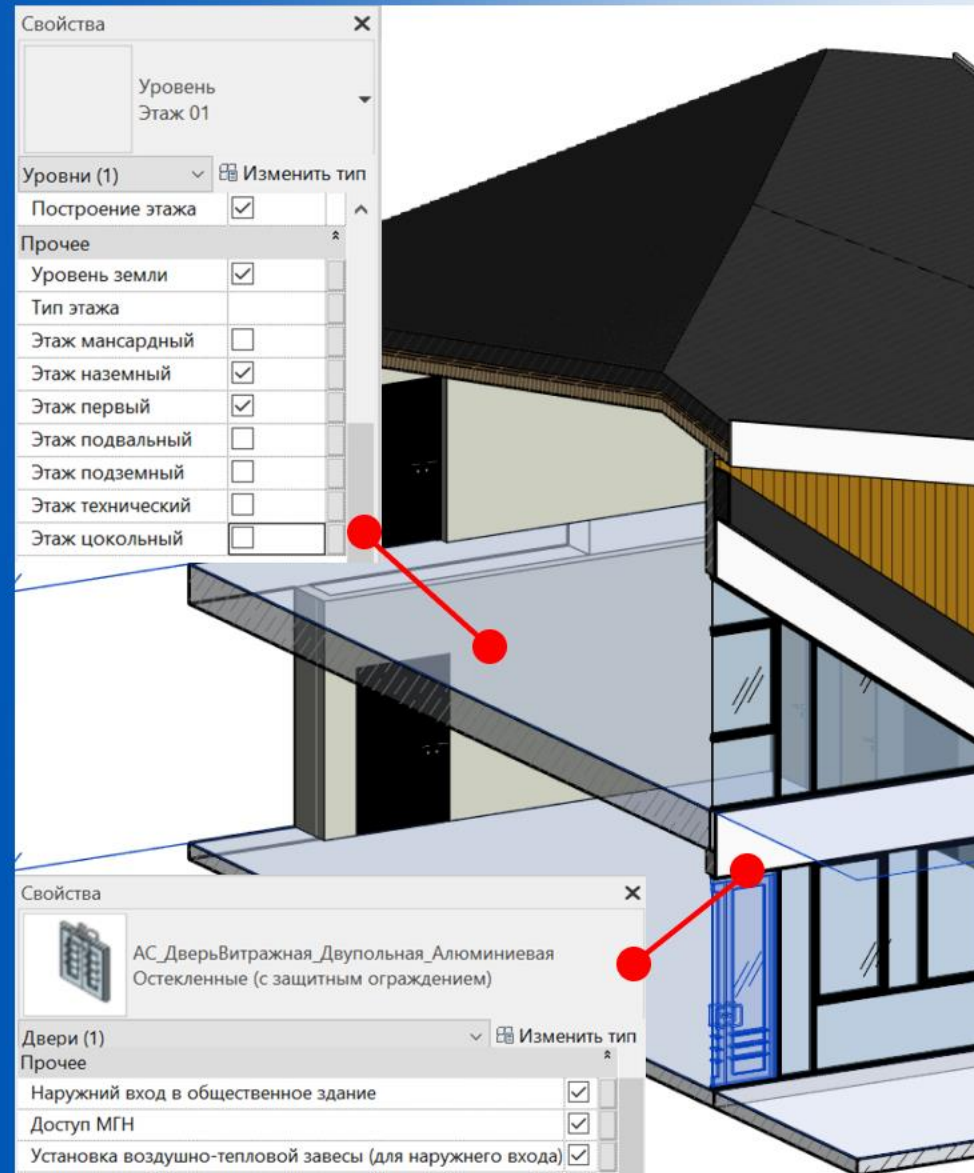 Свойства
Уровень
Этаж 01
Уровни (1)
Изменить тип
Построение этажа
Прочее
Уровень земли
Тип этажа
Этаж мансардный
Этаж наземный
Этаж первый
Этаж подвальный
Этаж подземный
Этаж технический
Этаж цокольный
Свойства
АС_ДверьВитражная_Двупольная_Алюминиевая
Остекленные (с защитным ограждением)
Двери (1)
Изменить тип
Прочее
Наружний вход в общественное здание
Доступ МГН
Установка воздушно-тепловой завесы (для наружнего входа)